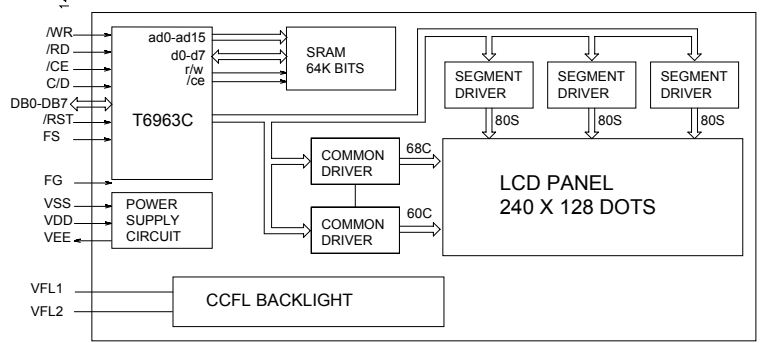 /WR
/RD
/CE
C/D
DB0-DB7
/RST
FS
FG
VSS
VDD
VEE
VFL1
VFL2
ad0-ad15
d0-d7
r/w
/ce
T6963C
SRAM
64K BITS
SEGMENT
DRIVER
SEGMENT
DRIVER
SEGMENT
DRIVER
80S
80S
80S
COMMON
DRIVER
68C
COMMON
DRIVER
60C
LCD PANEL
240 X 128 DOTS
POWER
SUPPLY
CIRCUIT
CCFL BACKLIGHT